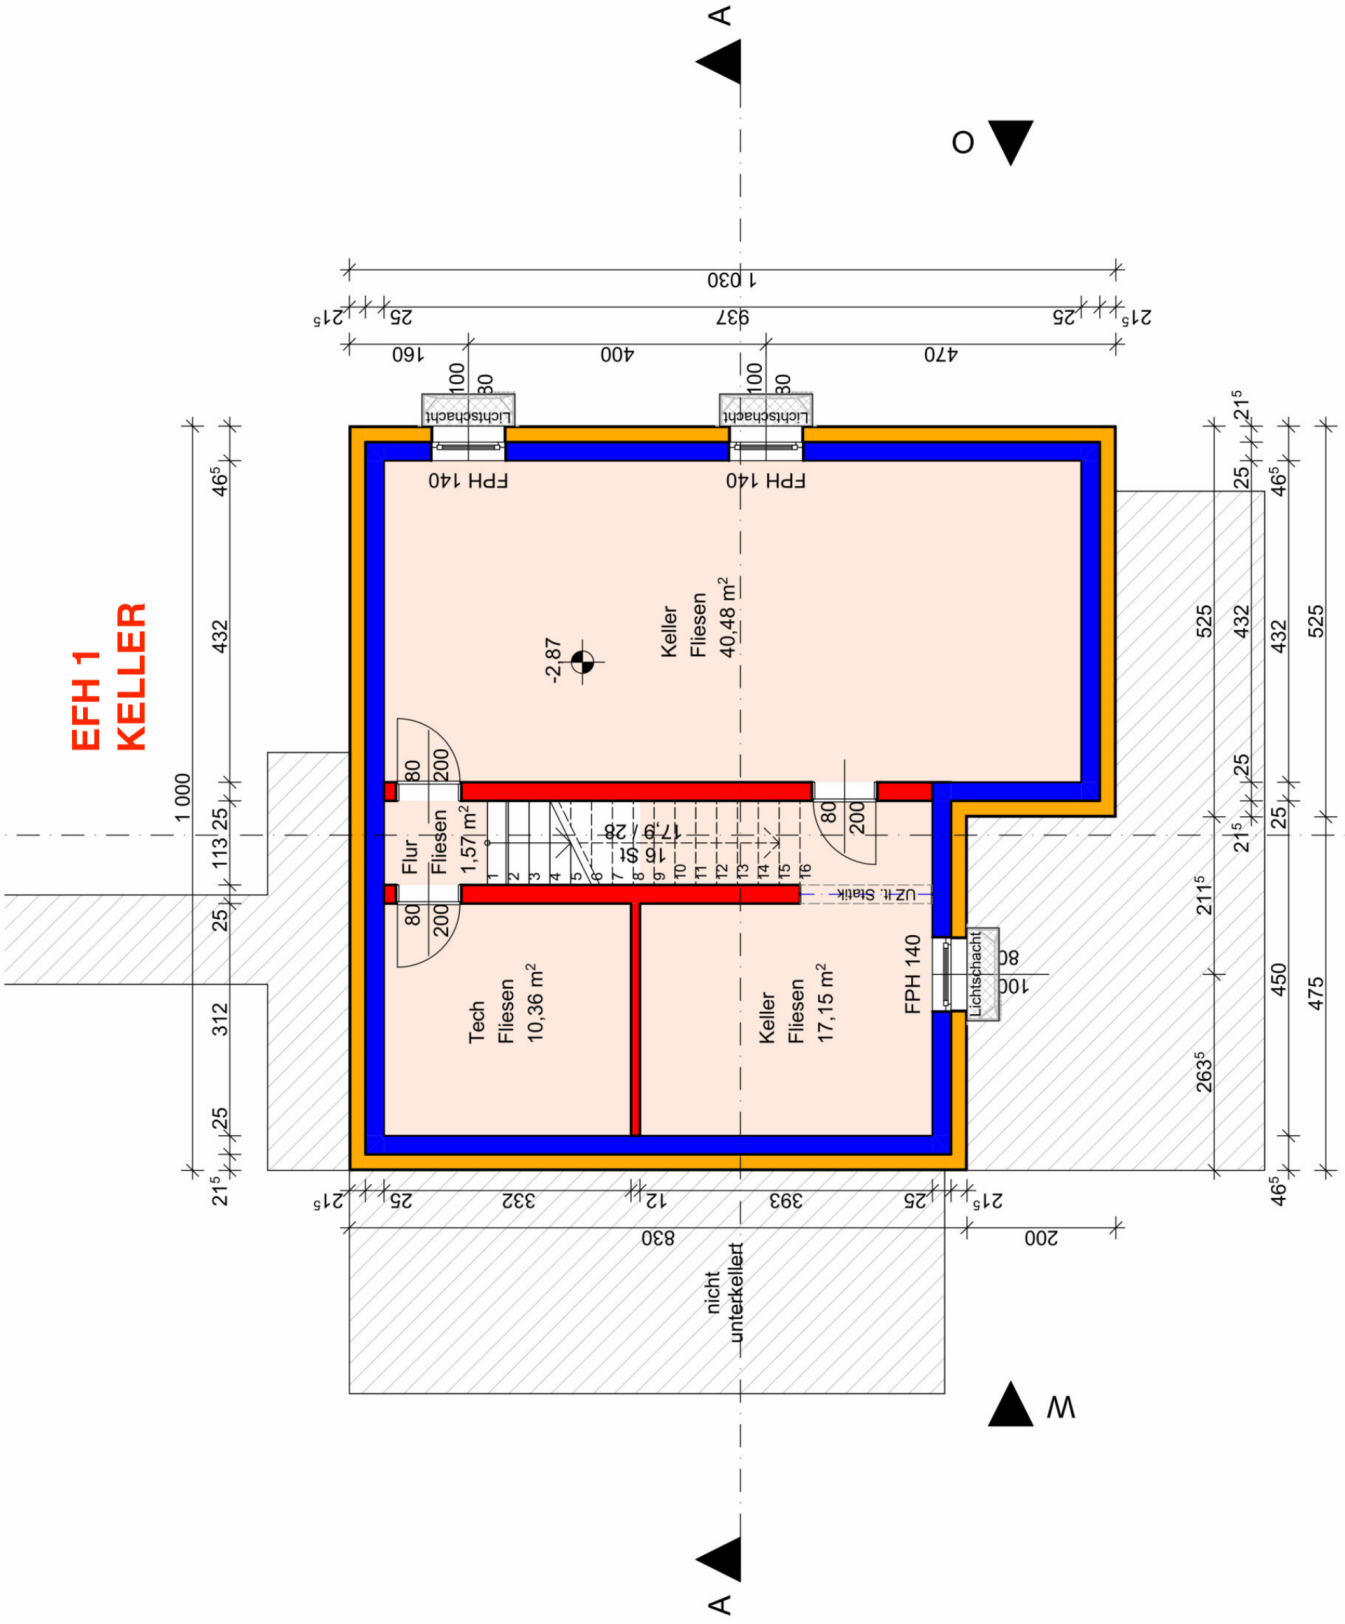 EFH 1
KELLER
A
O
1 030
21⁵
25
937
25
21⁵
160
400
470
100
80
100
80
Lichtschacht
Lichtschacht
FPH 140
FPH 140
1 000
46⁵
432
25
113
25
312
25
21⁵
-2,87
Keller
Fliesen
40,48 m²
80
200
Flur
Fliesen
1,57 m²
80
200
1
2
3
4
5
6
7
8
9
10
11
12
13
14
15
16
16 St
17,9 / 28
80
200
UZ lt. Statik
Tech
Fliesen
10,36 m²
Keller
Fliesen
17,15 m²
FPH 140
Lichtschacht
100
80
21⁵
25
432
25
21⁵
525
211⁵
263⁵
46⁵
432
25
450
46⁵
525
475
21⁵
25
332
12
393
25
21⁵
830
200
nicht
unterkellert
W
A